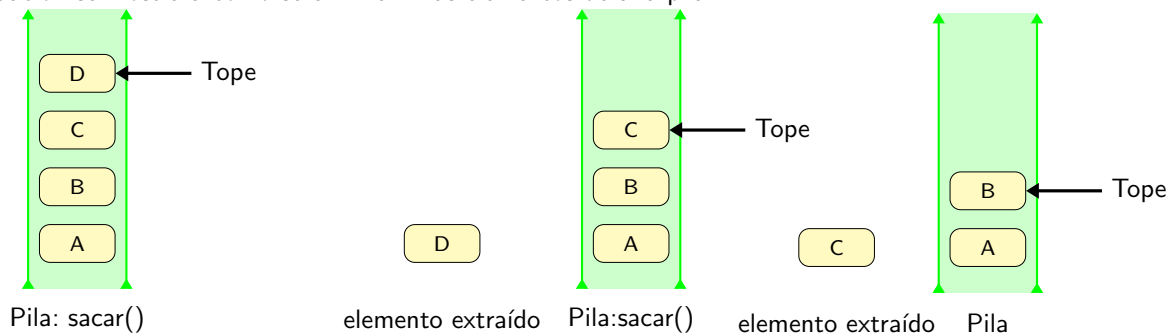 D
Tope
C
B
A
Pila: sacar()
D
elemento extraído
C
Tope
B
A
Pila:sacar()
C
elemento extraído
B
Tope
A
Pila